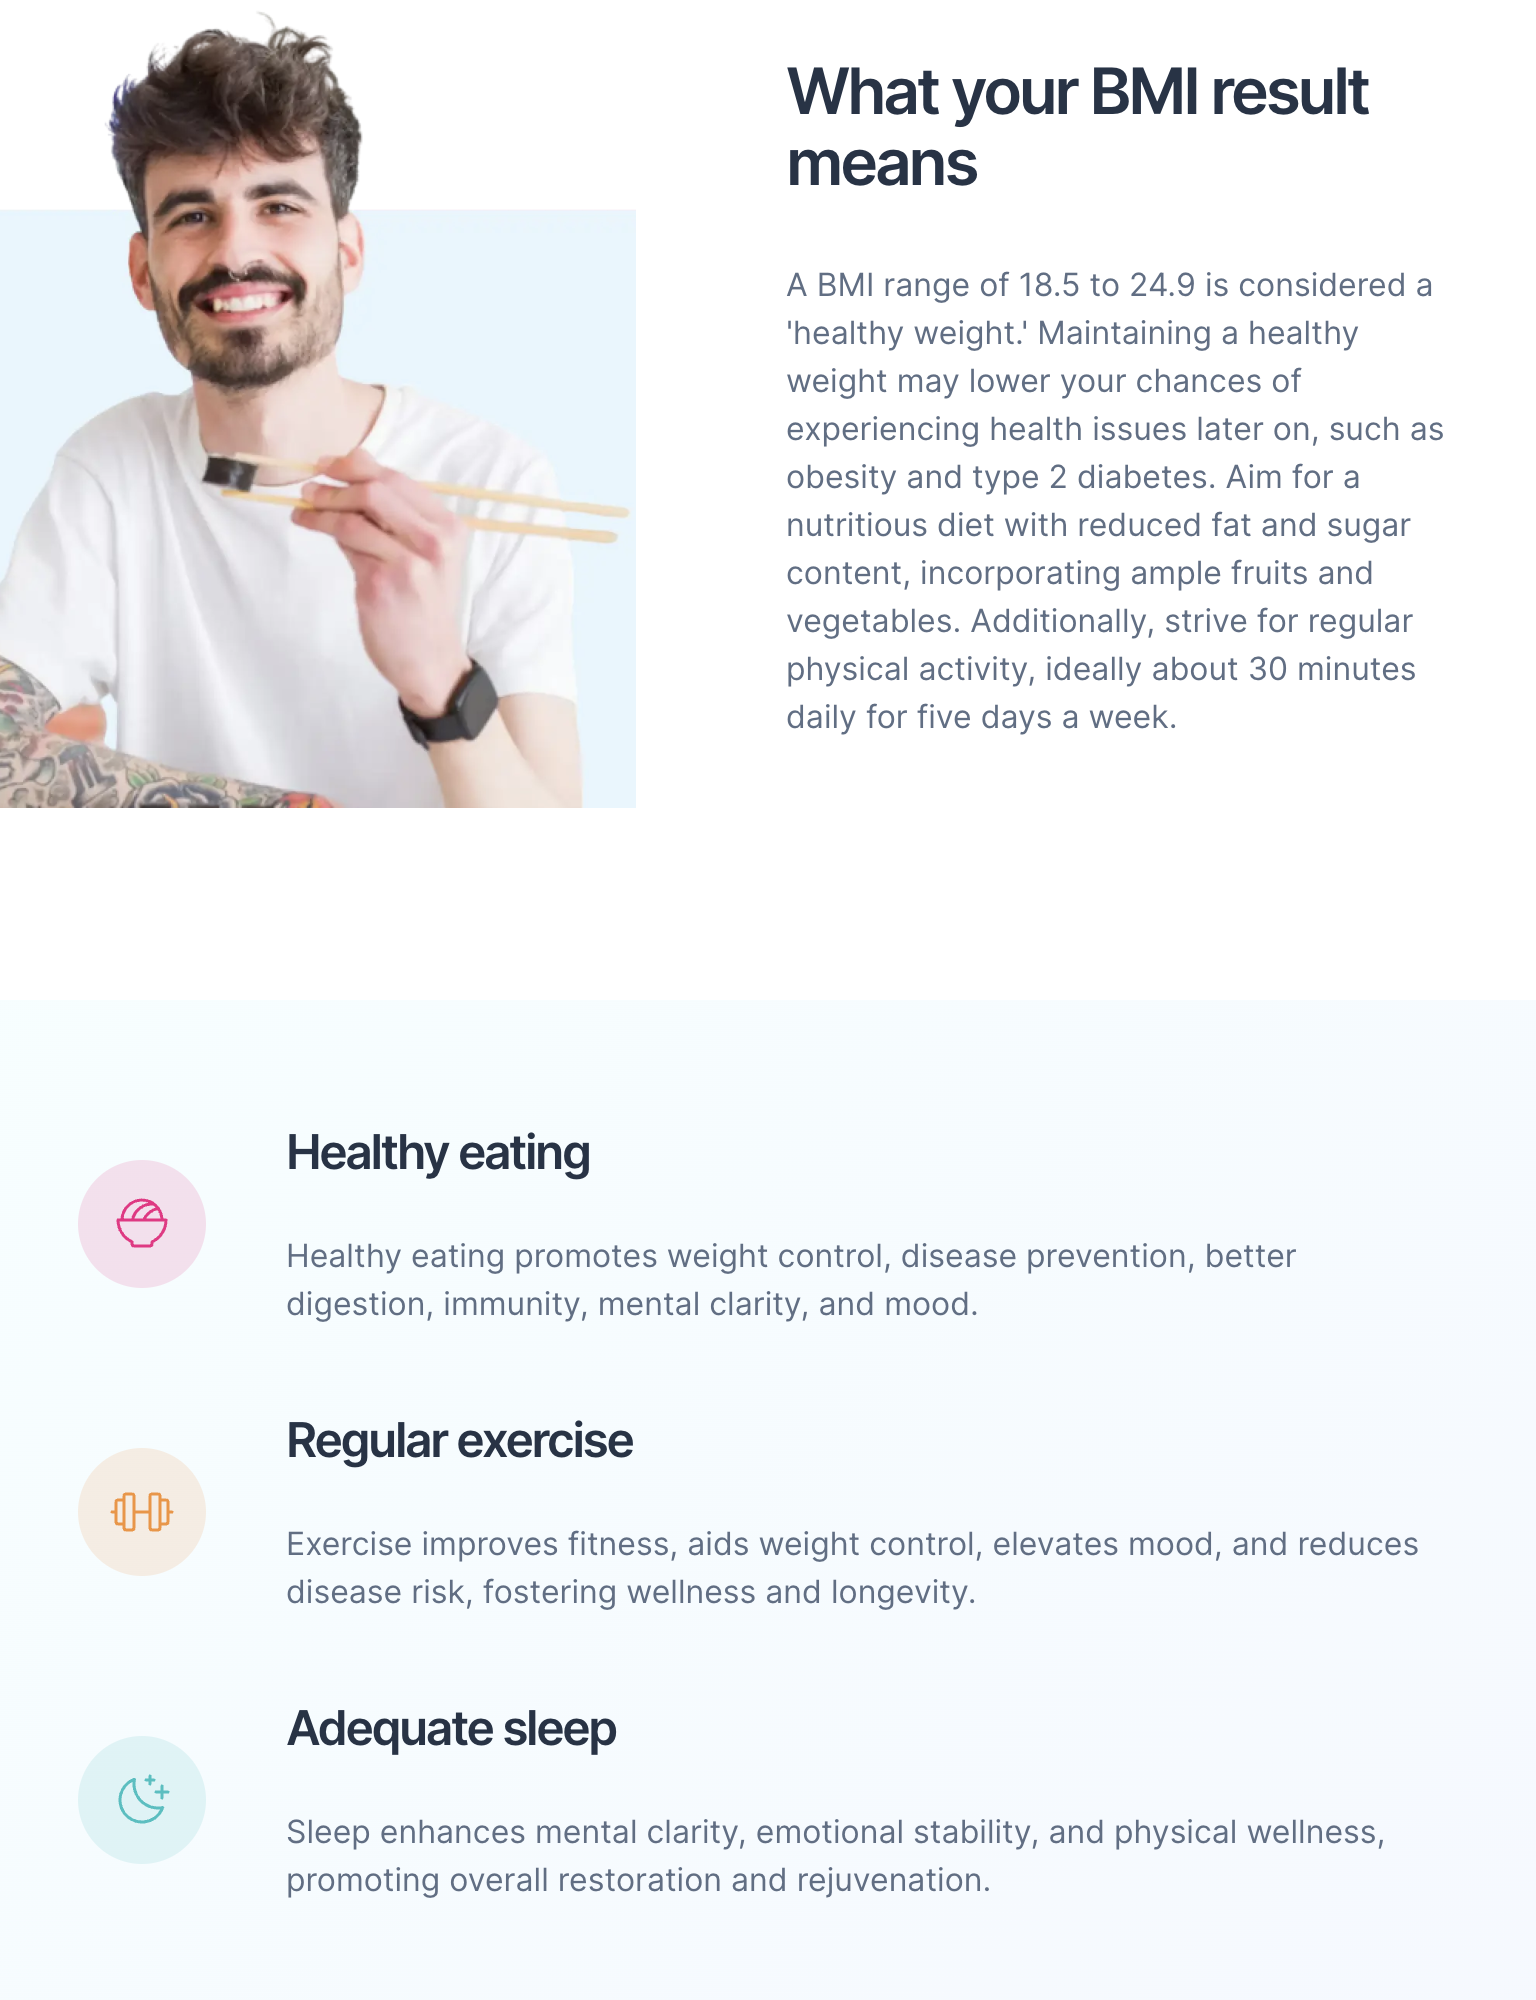 What your BMI result
means
A BMI range of 18.5 to 24.9 is considered a
'healthy weight.' Maintaining a healthy
weight may lower your chances of
experiencing health issues later on, such as
obesity and type 2 diabetes. Aim for a
nutritious diet with reduced fat and sugar
content, incorporating ample fruits and
vegetables. Additionally, strive for regular
physical activity, ideally about 30 minutes
daily for five days a week.
Healthy eating
Healthy eating promotes weight control, disease prevention, better
digestion, immunity, mental clarity, and mood.
Regular exercise
Exercise improves fitness, aids weight control, elevates mood, and reduces
disease risk, fostering wellness and longevity.
Adequate sleep
Sleep enhances mental clarity, emotional stability, and physical wellness,
promoting overall restoration and rejuvenation.